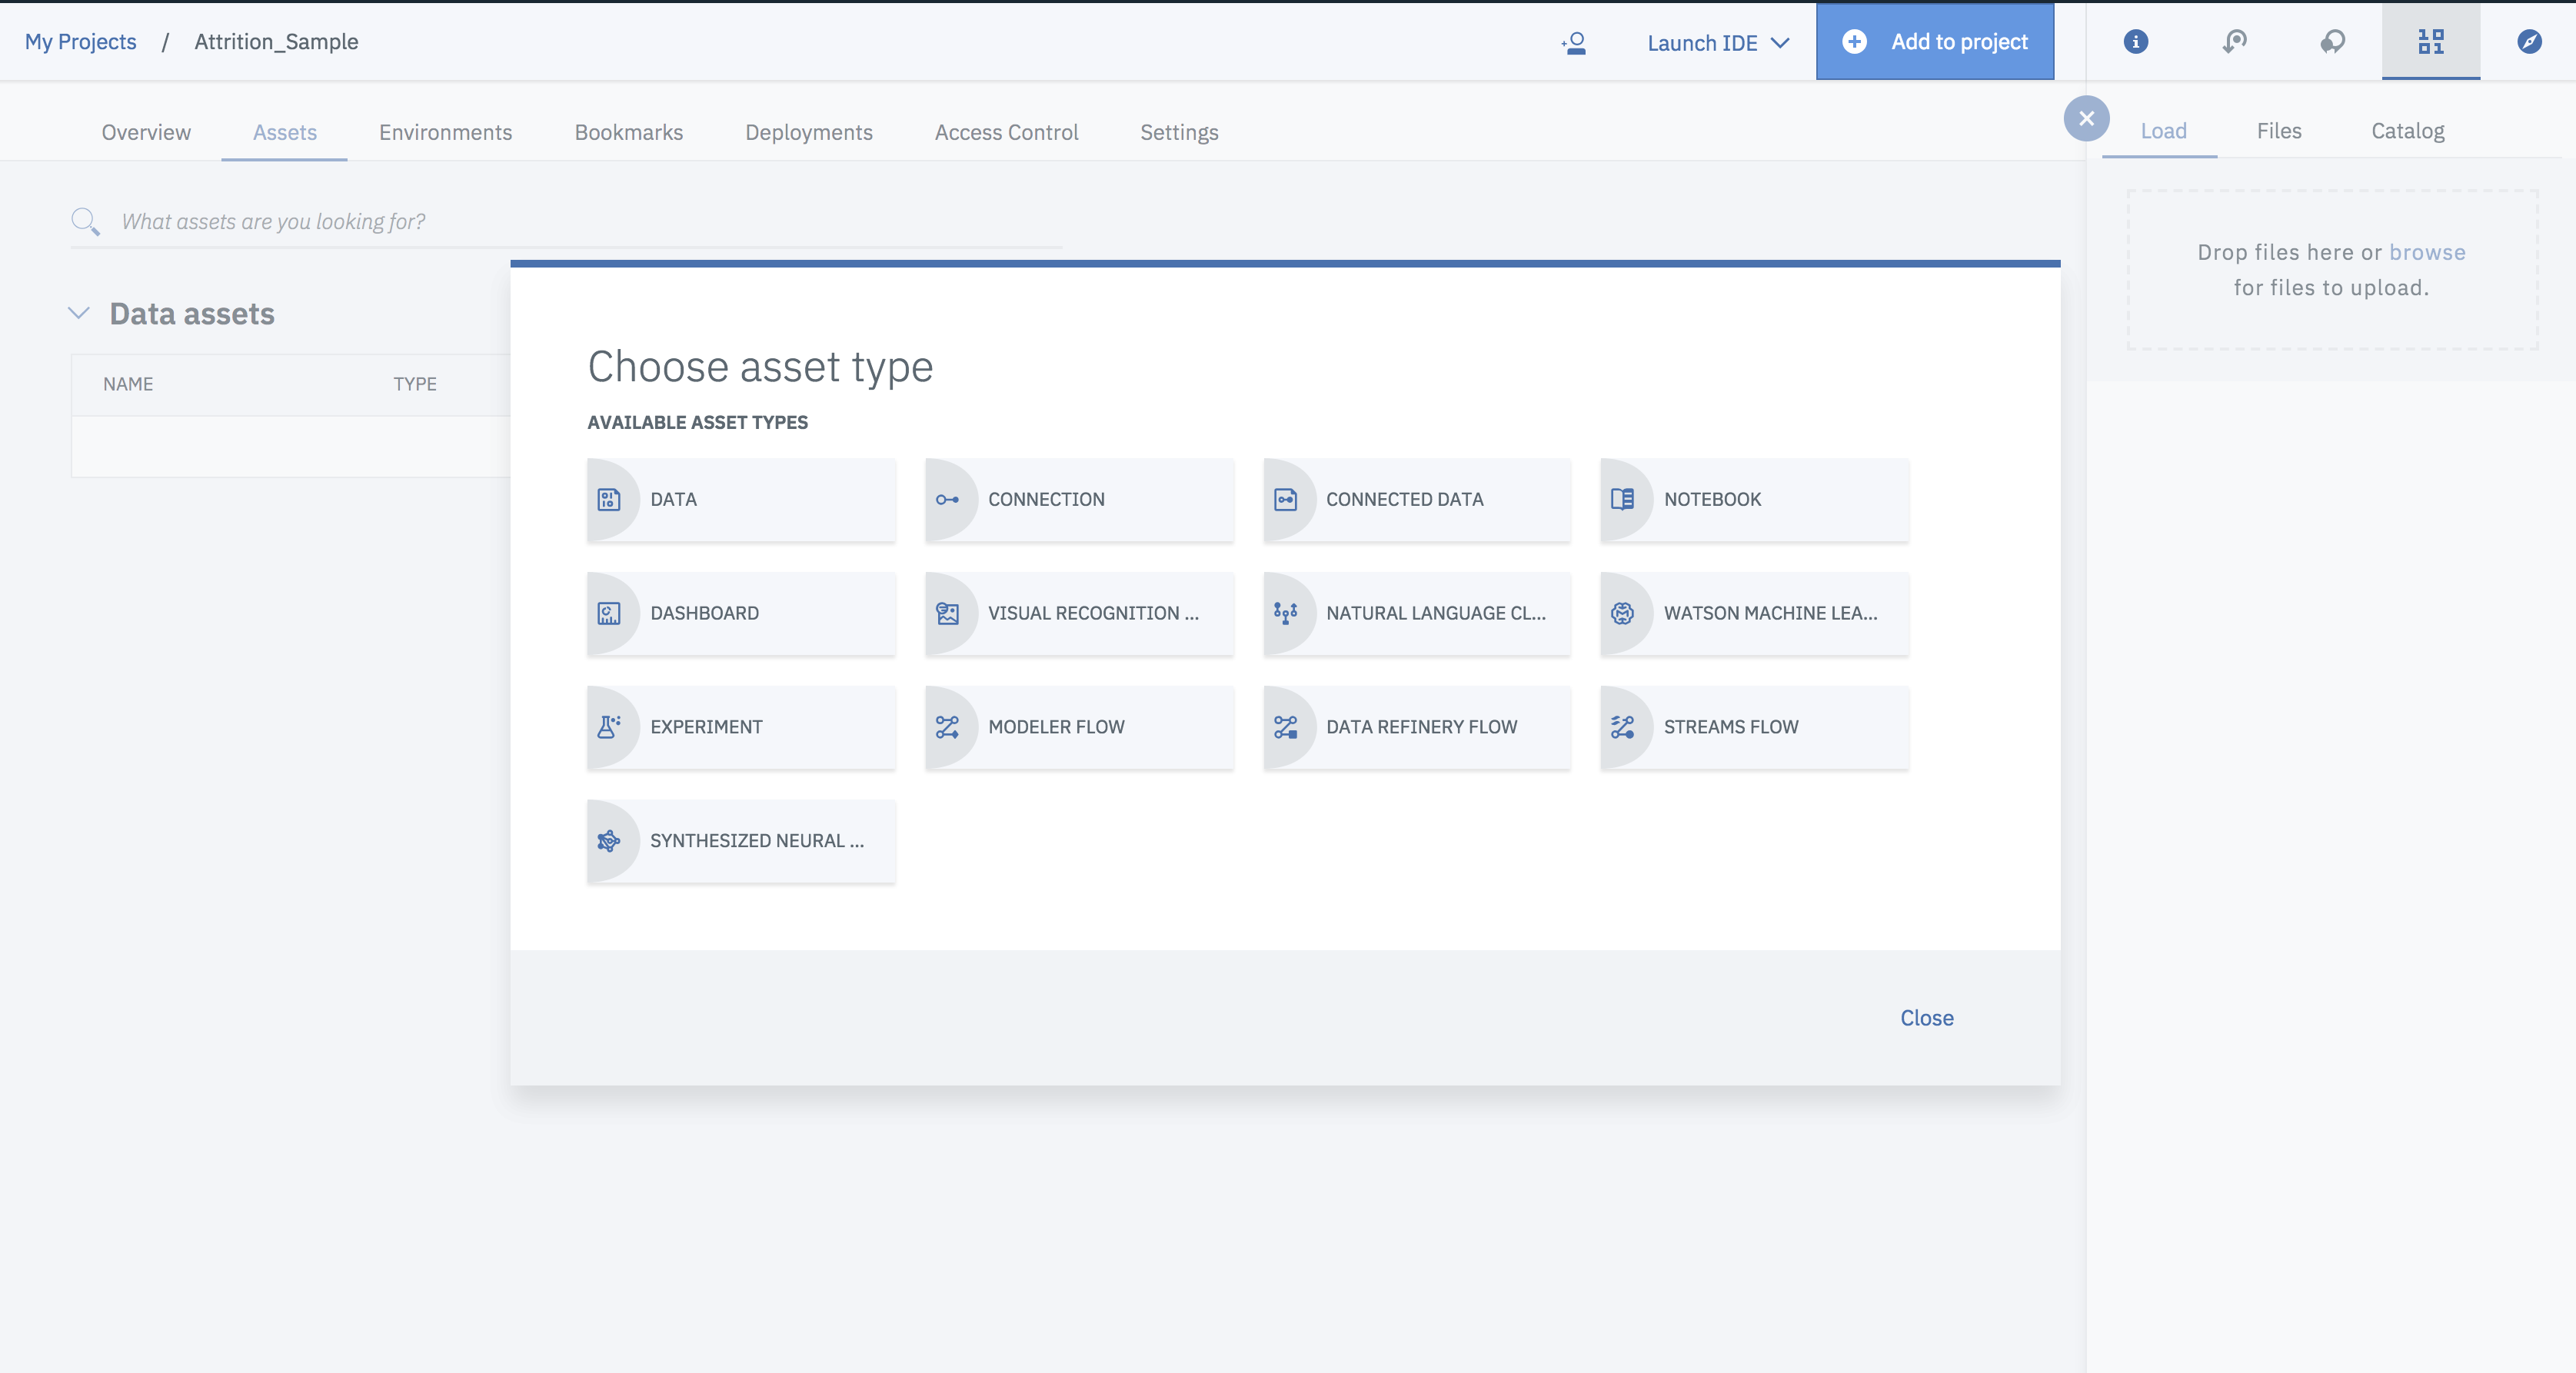 My Projects / Attrition_Sample
Launch IDE
Add to project
Overview Assets Environments Bookmarks Deployments Access Control Settings
Load Files Catalog
What assets are you looking for?
Drop files here or browse
for files to upload.
Data assets
NAME TYPE
Choose asset type
AVAILABLE ASSET TYPES
DATA CONNECTION CONNECTED DATA NOTEBOOK
DASHBOARD VISUAL RECOGNITION ... NATURAL LANGUAGE CL... WATSON MACHINE LEA...
EXPERIMENT MODELER FLOW DATA REFINERY FLOW STREAMS FLOW
SYNTHESIZED NEURAL ...
Close